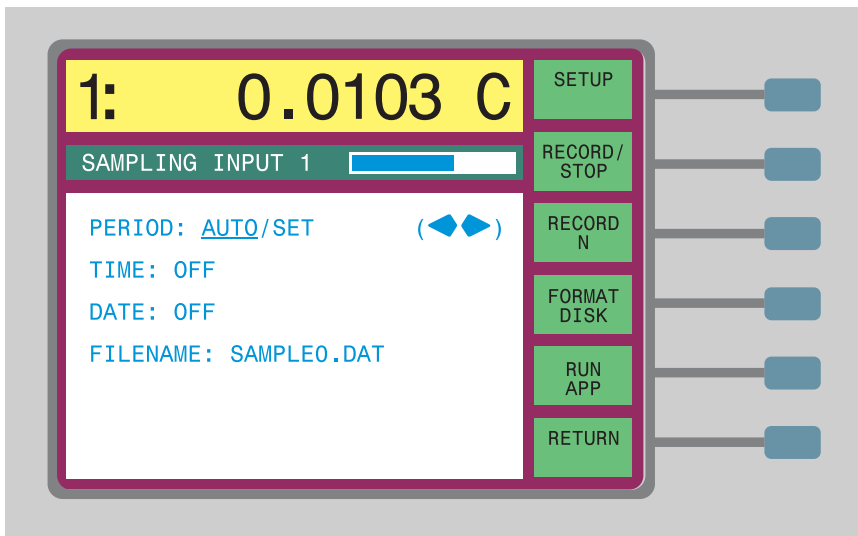 1: 0.0103 C
SAMPLING INPUT 1
PERIOD: AUTO/SET ( )
TIME: OFF
DATE: OFF
FILENAME: SAMPLE0.DAT
SETUP
RECORD/
STOP
RECORD
N
FORMAT
DISK
RUN
APP
RETURN